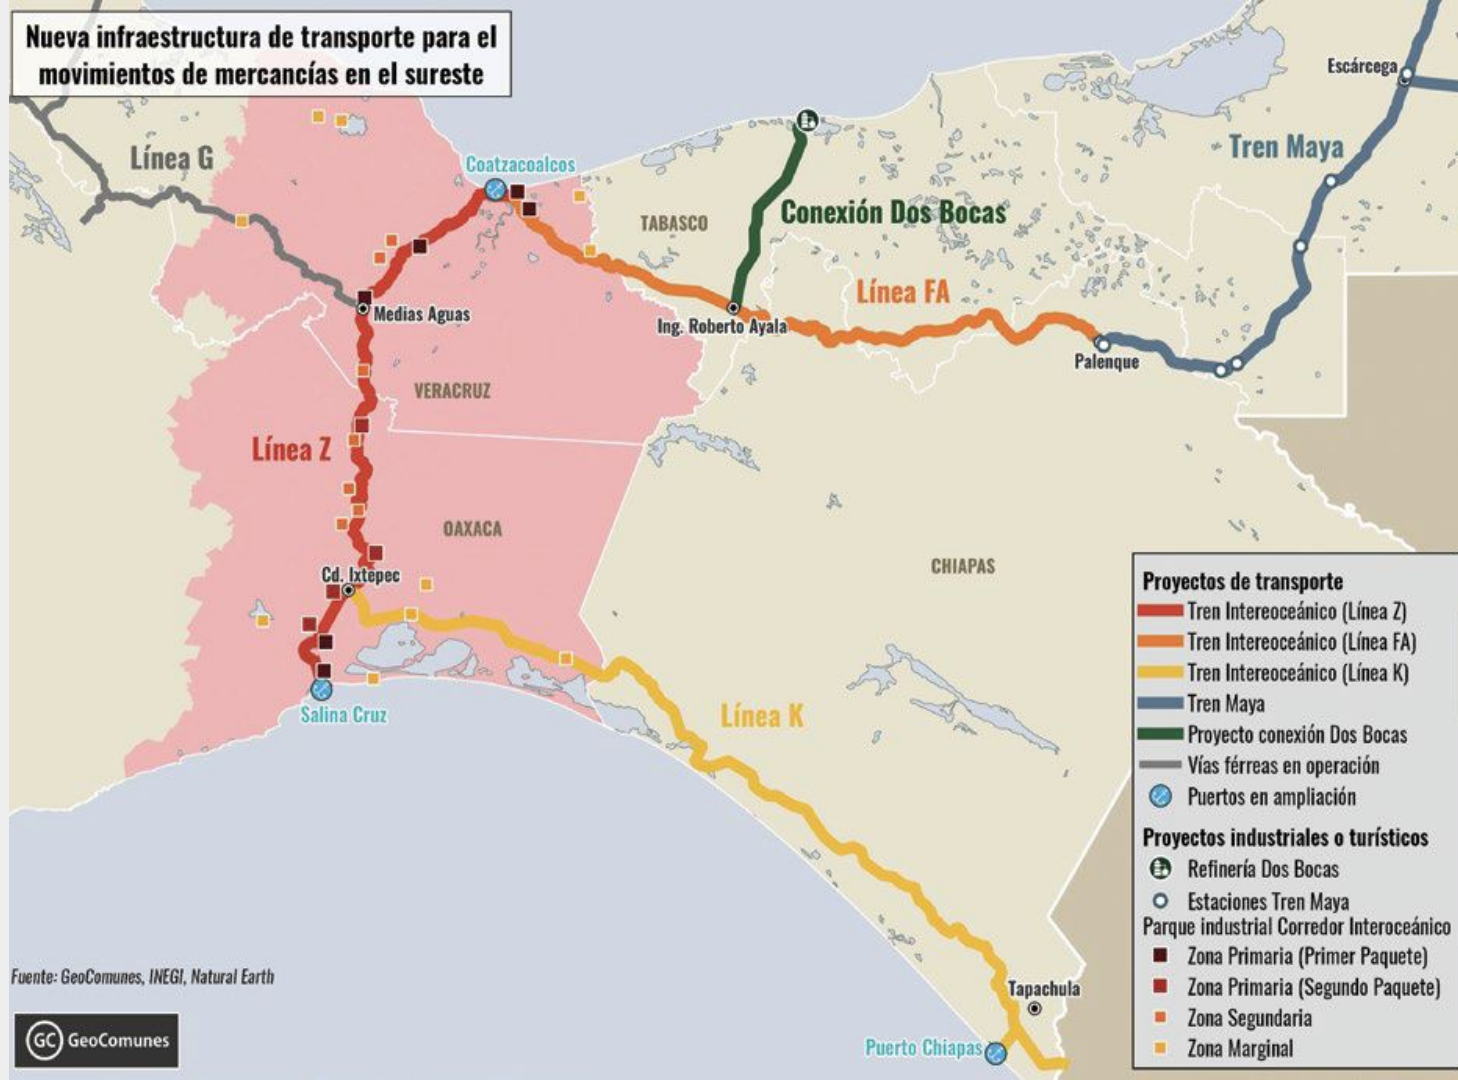 Nueva infraestructura de transporte para el
movimientos de mercancías en el sureste
Escárcega
Línea G
Coatzacoalcos
Tren Maya
TABASCO
Conexión Dos Bocas
Línea FA
Medias Aguas
Ing. Roberto Ayala
Palenque
VERACRUZ
Línea Z
OAXACA
CHIAPAS
Cd. Ixtepec
Salina Cruz
Línea K
Tapachula
Puerto Chiapas
Proyectos de transporte
Tren Intereoceánico (Línea Z)
Tren Intereoceánico (Línea FA)
Tren Intereoceánico (Línea K)
Tren Maya
Proyecto conexión Dos Bocas
Vías férreas en operación
Puertos en ampliación
Proyectos industriales o turísticos
Refinería Dos Bocas
Estaciones Tren Maya
Parque industrial Corredor Interoceánico
Zona Primaria (Primer Paquete)
Zona Primaria (Segundo Paquete)
Zona Segundaria
Zona Marginal
Fuente: GeoComunes, INEGI, Natural Earth
GC GeoComunes